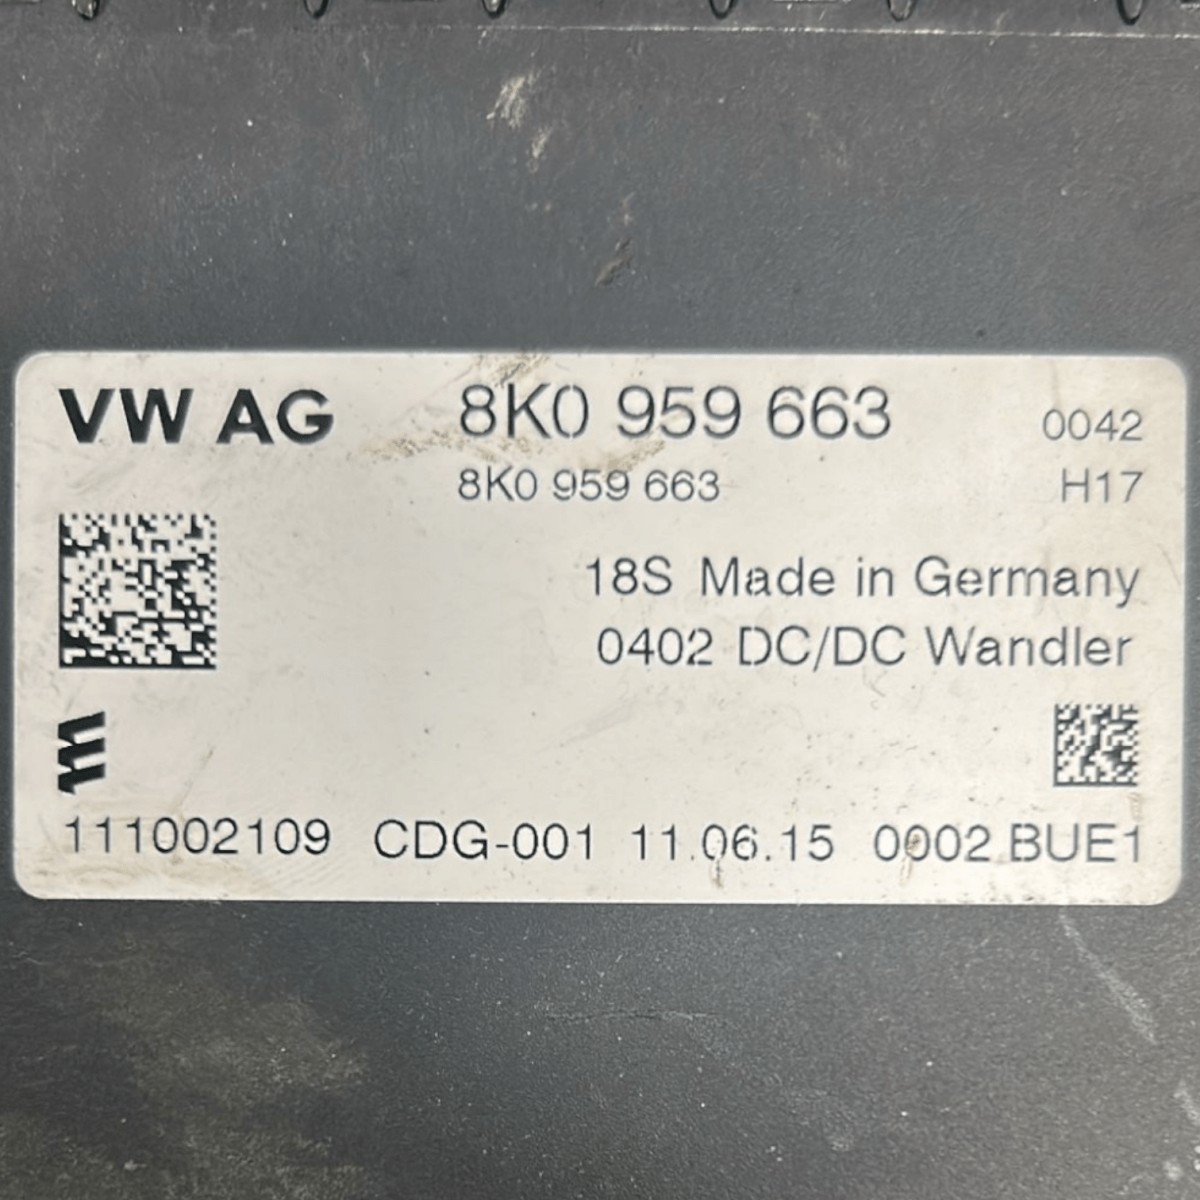 VW AG 8K0 959 663 0042
8K0 959 663 H17
18S Made in Germany
0402 DC/DC Wandler
111002109 CDG-001 11.06.15 0002 BUE1